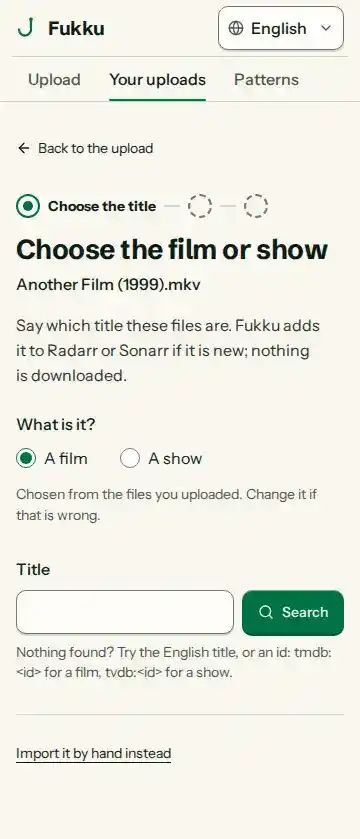 Fukku
English
Upload
Your uploads
Patterns
Back to the upload
Choose the title
Choose the film or show
Another Film (1999).mkv
Say which title these files are. Fukku adds
it to Radarr or Sonarr if it is new; nothing
is downloaded.
What is it?
A film
A show
Chosen from the files you uploaded. Change it if
that is wrong.
Title
Search
Nothing found? Try the English title, or an id: tmdb:
<id> for a film, tvdb:<id> for a show.
Import it by hand instead